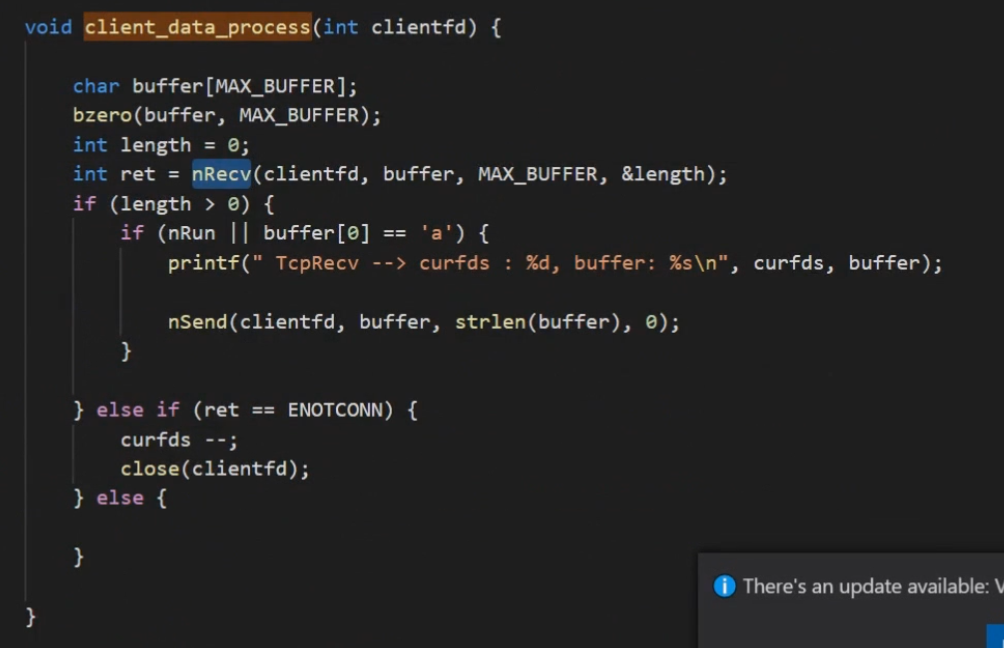 void client_data_process(int clientfd) {
char buffer[MAX_BUFFER];
bzero(buffer, MAX_BUFFER);
int length = 0;
int ret = nRecv(clientfd, buffer, MAX_BUFFER, &length);
if (length > 0) {
if (nRun || buffer[0] == 'a') {
printf(" TcpRecv --> curfds : %d, buffer: %s\n", curfds, buffer);
nSend(clientfd, buffer, strlen(buffer), 0);
}
} else if (ret == ENOTCONN) {
curfds --;
close(clientfd);
} else {
}
There's an update available: V
}